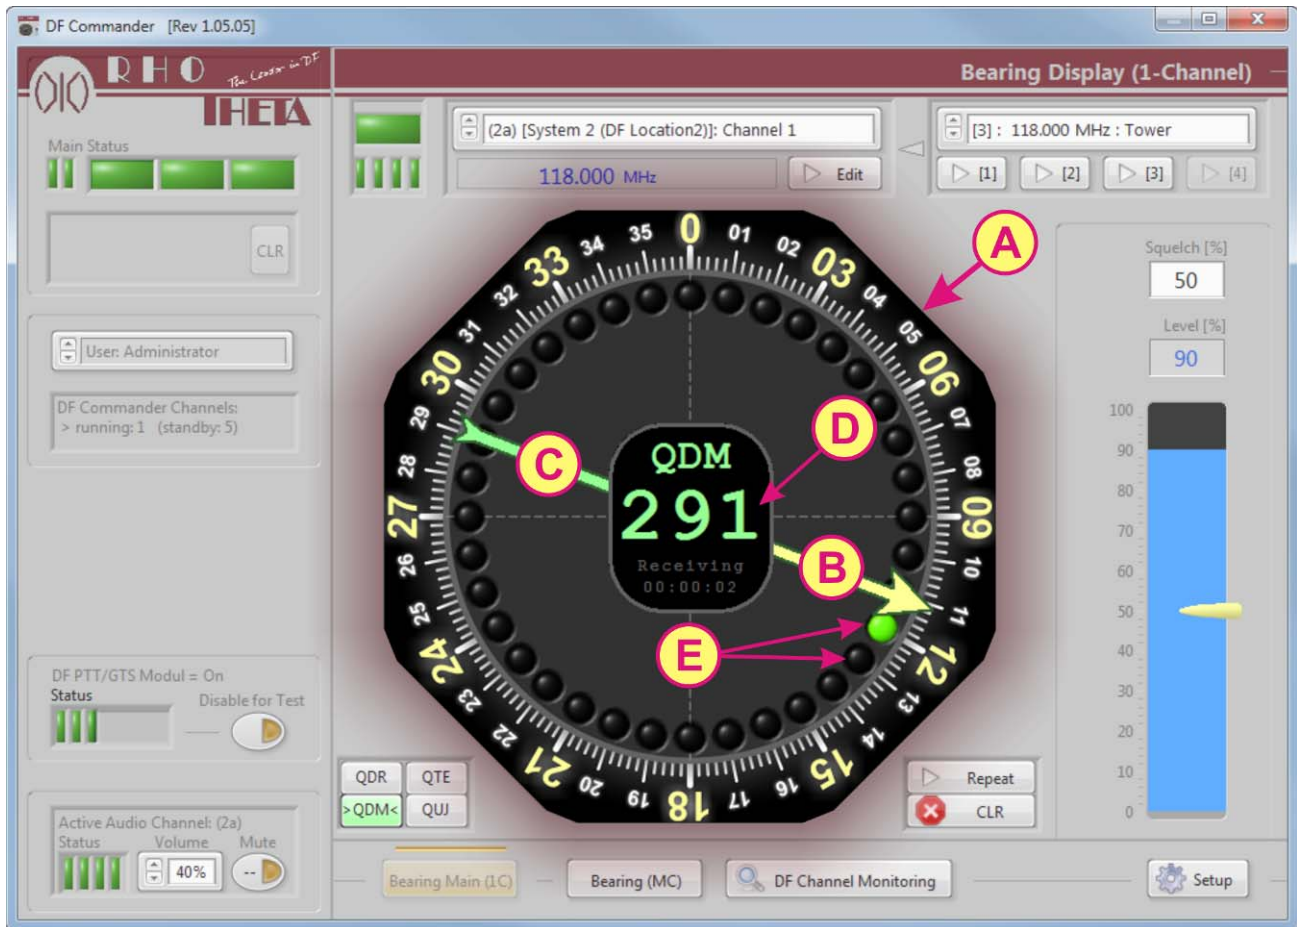 DF Commander [Rev 1.05.05]
RHO
The Leader in DF
THETA
Bearing Display (1-Channel)
Main Status
CLR
User: Administrator
DF Commander Channels:
> running: 1 (standby: 5)
DF PTT/GTS Modul = On
Status
Disable for Test
Active Audio Channel: (2a)
Status Volume Mute
40% --
(2a) [System 2 (DF Location2)]: Channel 1
118.000 MHz
Edit
[3] : 118.000 MHz : Tower
[1] [2] [3] [4]
0 01 02 03 04 05 06 07 08 09 10 11 12 13 14 15 16 17 18 19 20 21 22 23 24 25 26 27 28 29 30 31 32 33 34 35
A
D
C
QDM
291
Receiving
00:00:02
B
E
QDR QTE
>QDM< QUJ
Repeat
CLR
Squelch [%]
50
Level [%]
90
100
90
80
70
60
50
40
30
20
10
0
Bearing Main (1C)
Bearing (MC)
DF Channel Monitoring
Setup